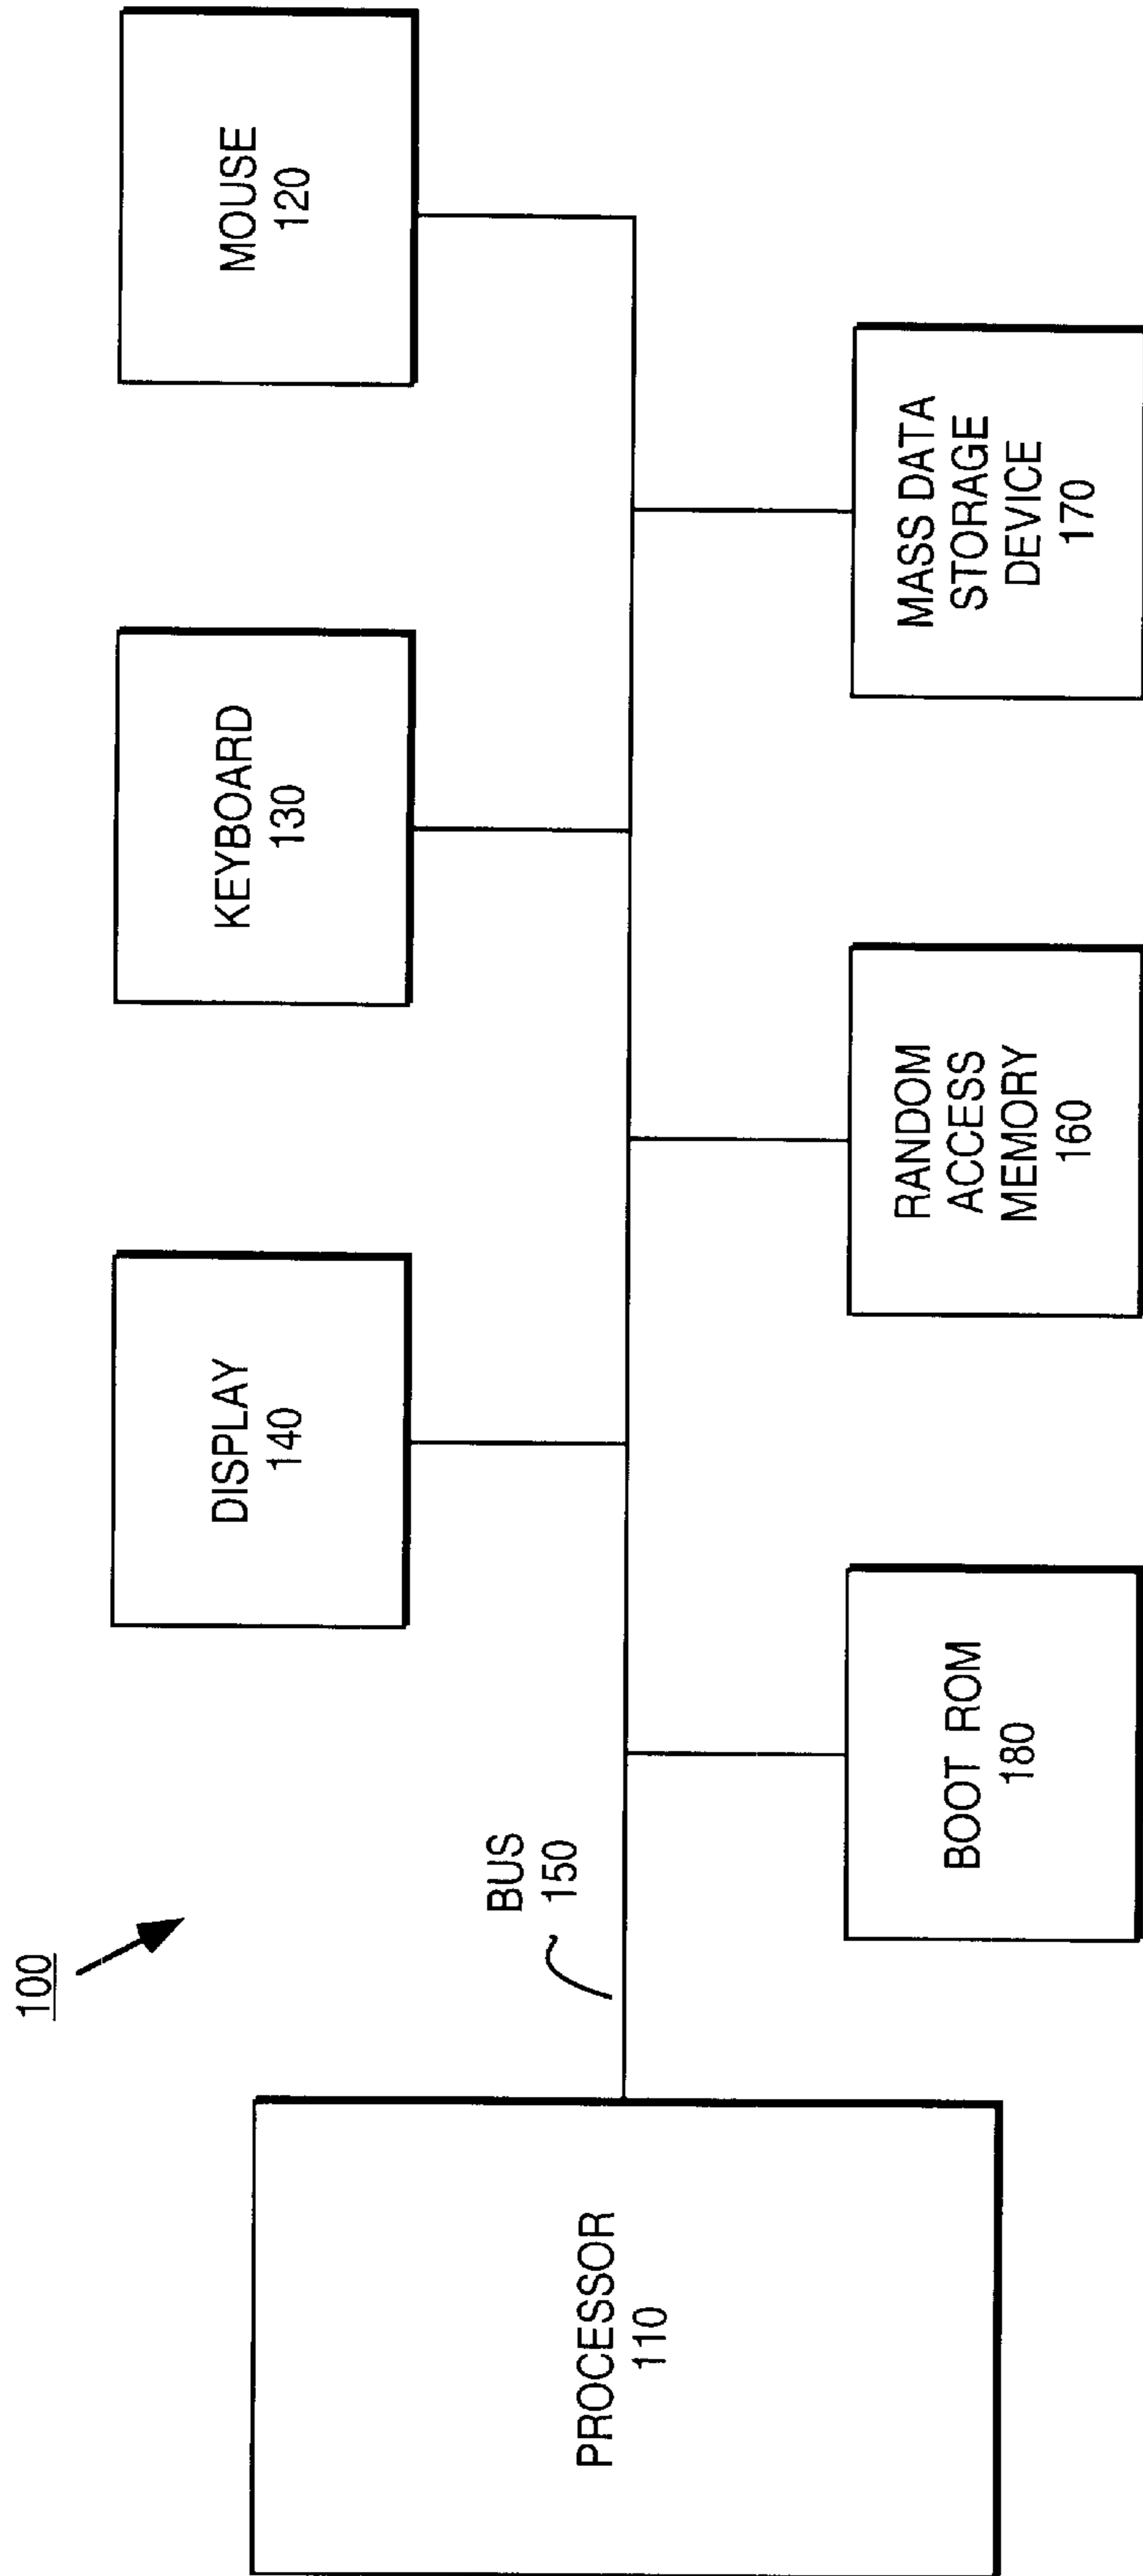 100
PROCESSOR
110
BUS
150
DISPLAY
140
KEYBOARD
130
MOUSE
120
BOOT ROM
180
RANDOM
ACCESS
MEMORY
160
MASS DATA
STORAGE
DEVICE
170